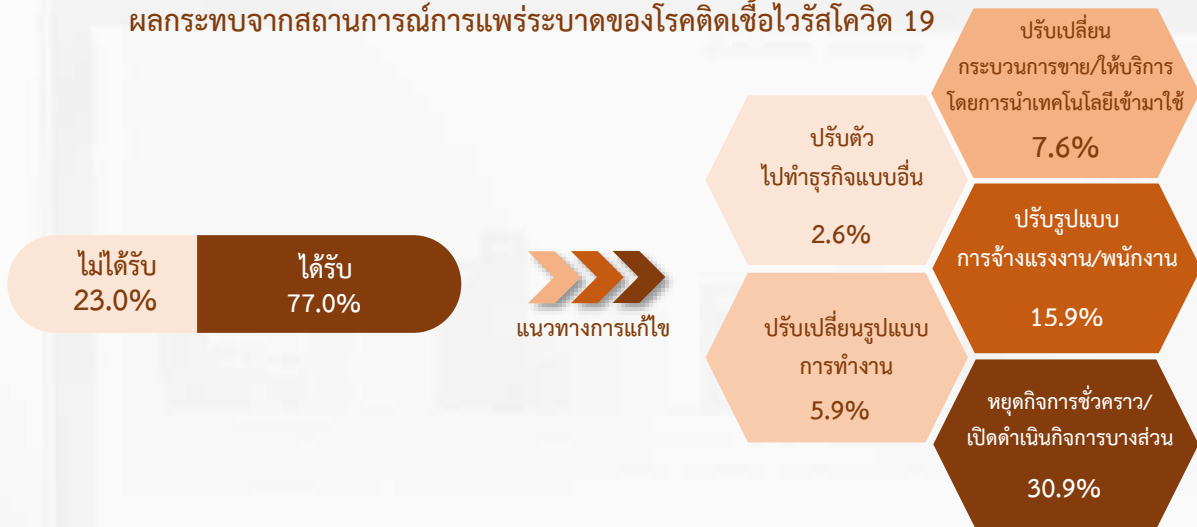 ผลกระทบจากสถานการณ์การแพร่ระบาดของโรคติดเชื้อไวรัสโควิด 19
ไม่ได้รับ
23.0%
ได้รับ
77.0%
แนวทางการแก้ไข
ปรับตัว
ไปทำธุรกิจแบบอื่น
2.6%
ปรับเปลี่ยนรูปแบบ
การทำงาน
5.9%
ปรับเปลี่ยน
กระบวนการขาย/ให้บริการ
โดยการนำเทคโนโลยีเข้ามาใช้
7.6%
ปรับรูปแบบ
การจ้างแรงงาน/พนักงาน
15.9%
หยุดกิจการชั่วคราว/
เปิดดำเนินกิจการบางส่วน
30.9%